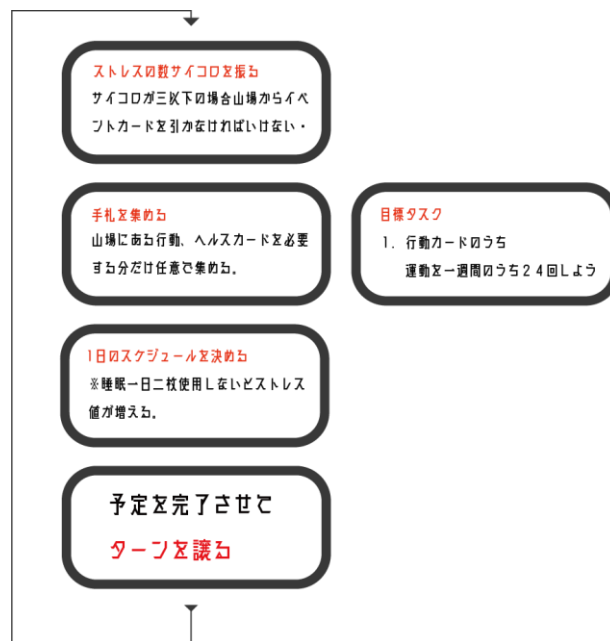 ストレスの数サイコロを振る
サイコロが三以下の場合山場からイベ
ントカードを引かなければいけない・
手札を集める
山場にある行動、ヘルスカードを必要
する分だけ任意で集める。
目標タスク
1. 行動カードのうち
運動を一週間のうち24回しよう
1日のスケジュールを決める
※睡眠一日二枚使用しないとストレス
値が増える。
予定を完了させて
ターンを譲る